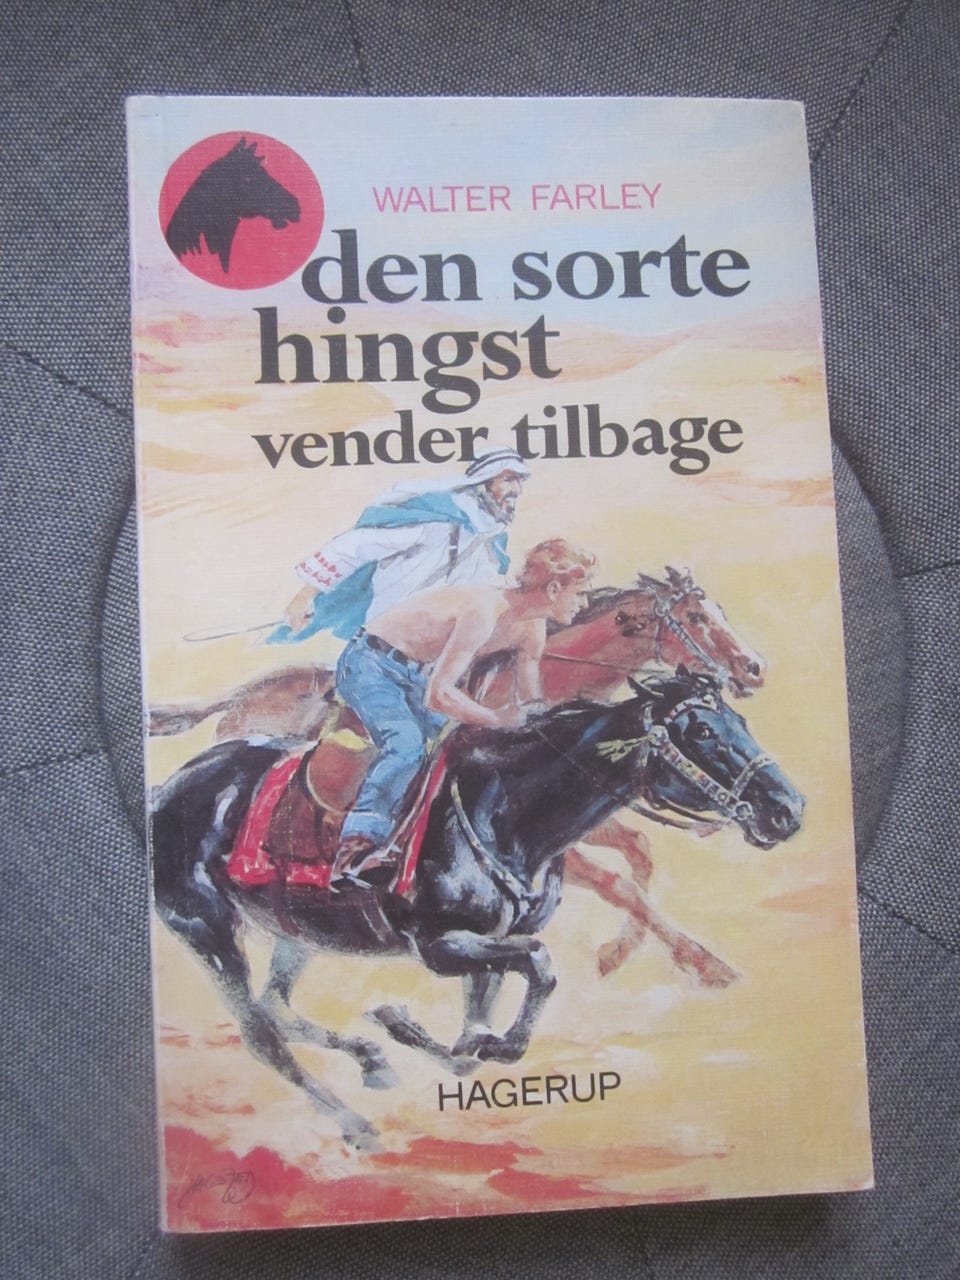 WALTER FARLEY
den sorte
hingst
vender tilbage
HAGERUP